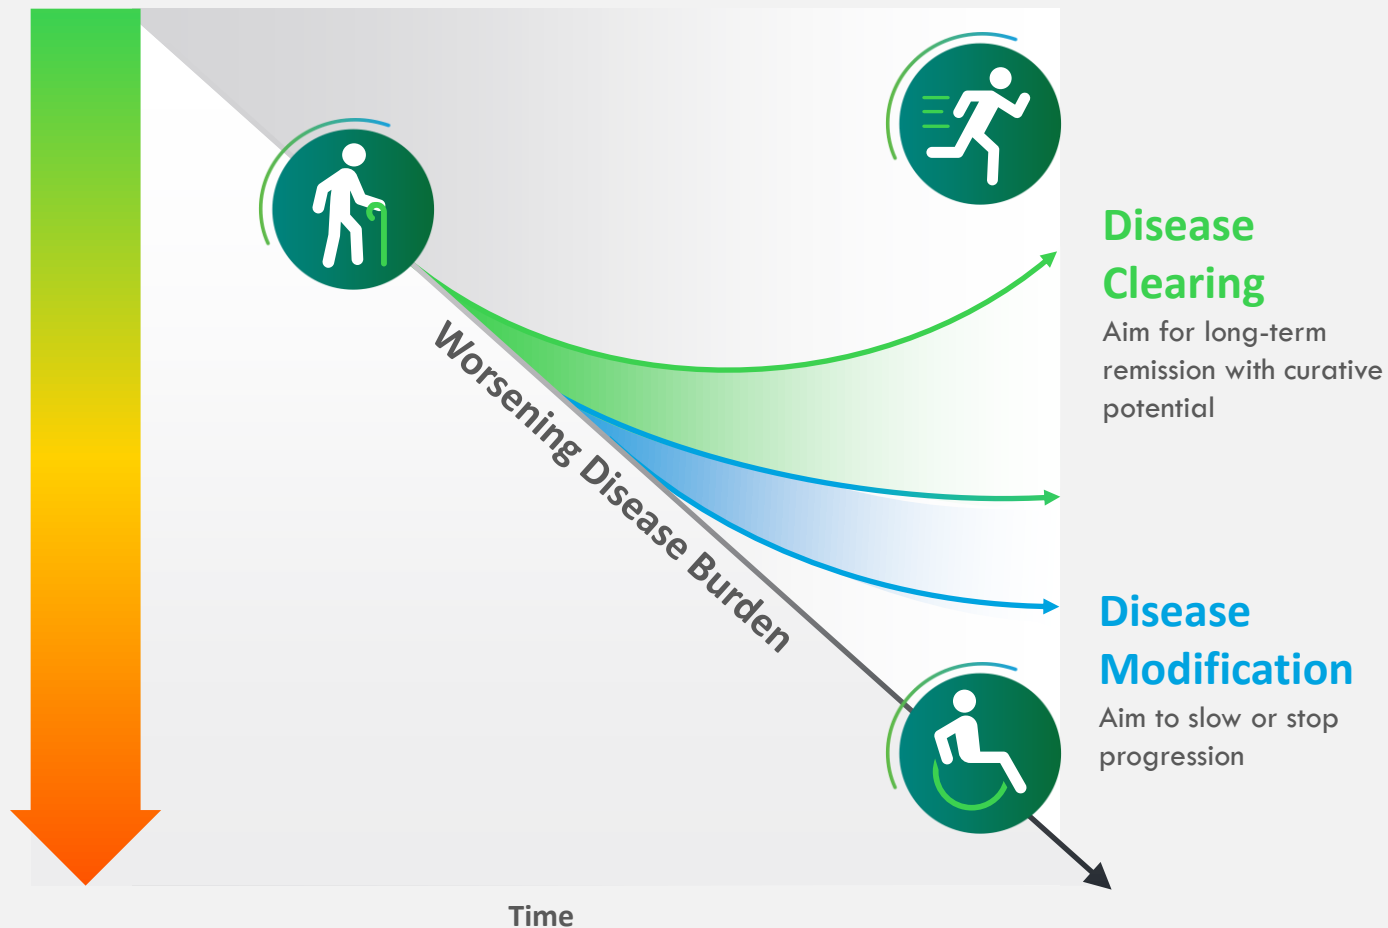 Disease
Clearing
Aim for long-term
remission with curative
potential
Worsening Disease Burden
Disease
Modification
Aim to slow or stop
progression
Time